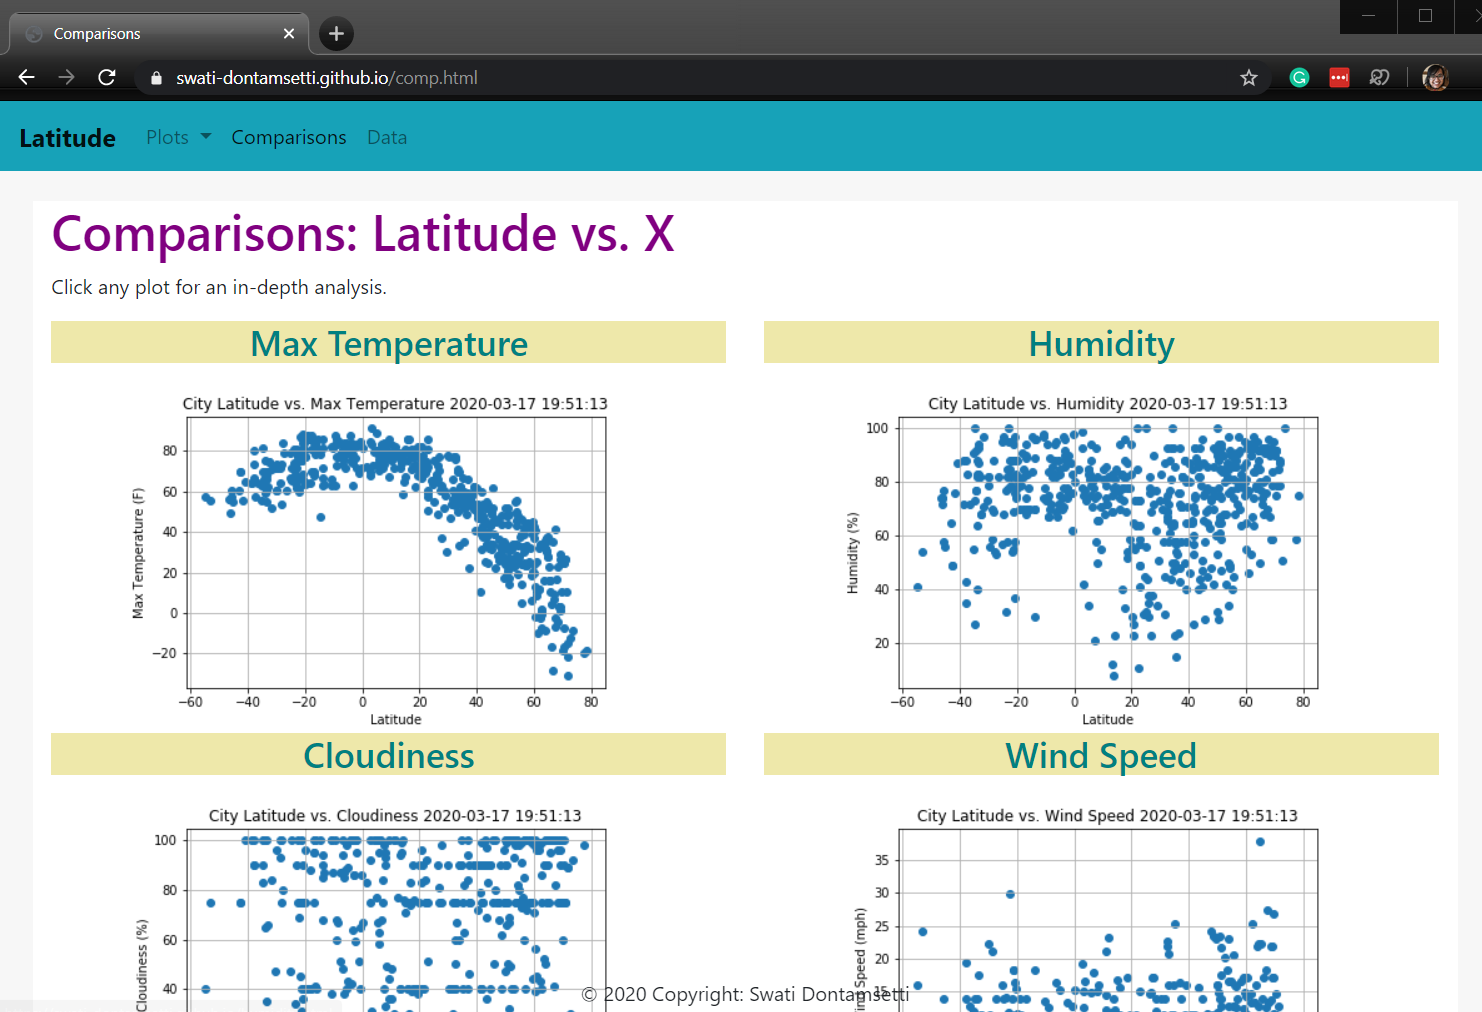 Comparisons
swati-dontamsetti.github.io/comp.html
Latitude Plots Comparisons Data
Comparisons: Latitude vs. X
Click any plot for an in-depth analysis.
Max Temperature
City Latitude vs. Max Temperature 2020-03-17 19:51:13
Max Temperature (F)
80
60
40
20
0
−20
−60 −40 −20 0 20 40 60 80
Latitude
Humidity
City Latitude vs. Humidity 2020-03-17 19:51:13
Humidity (%)
100
80
60
40
20
−60 −40 −20 0 20 40 60 80
Latitude
Cloudiness
City Latitude vs. Cloudiness 2020-03-17 19:51:13
Cloudiness (%)
100
80
60
40
Wind Speed
City Latitude vs. Wind Speed 2020-03-17 19:51:13
Speed (mph)
35
30
25
20
15
© 2020 Copyright: Swati Dontamsetti